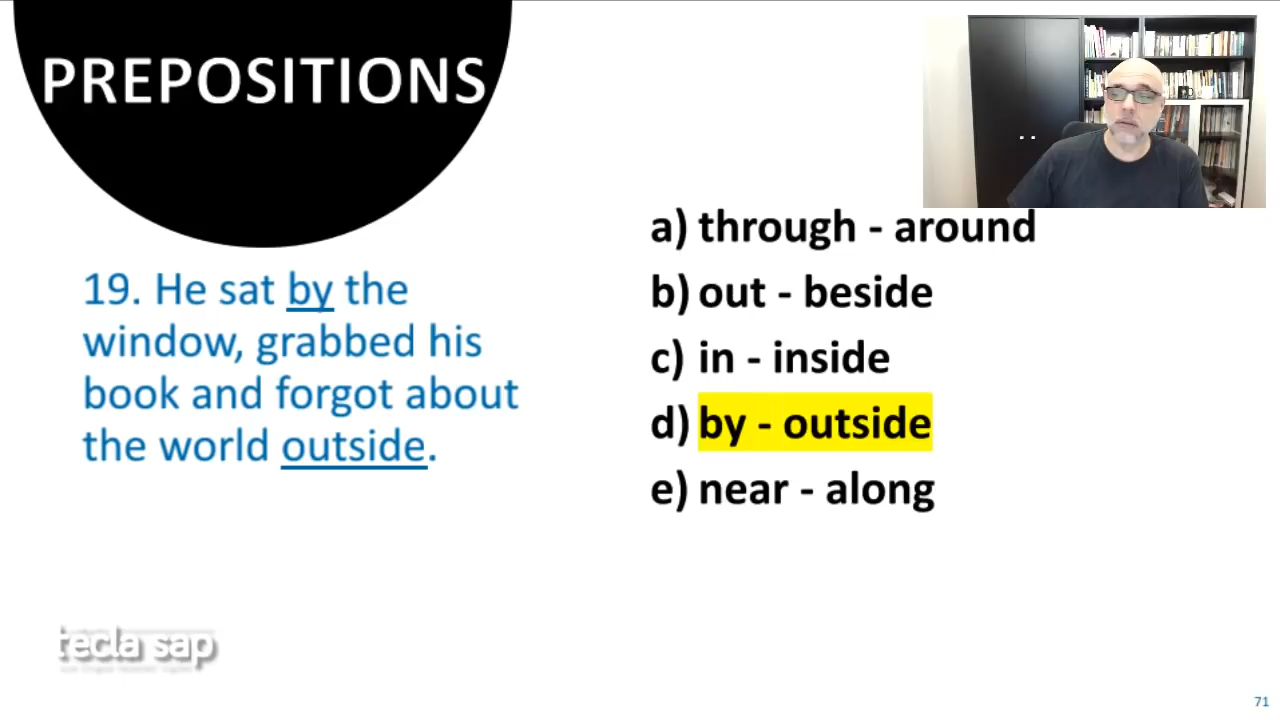 PREPOSITIONS
19. He sat by the
window, grabbed his
book and forgot about
the world outside.
a) through - around
b) out - beside
c) in - inside
d) by - outside
e) near - along
tecla sap
71